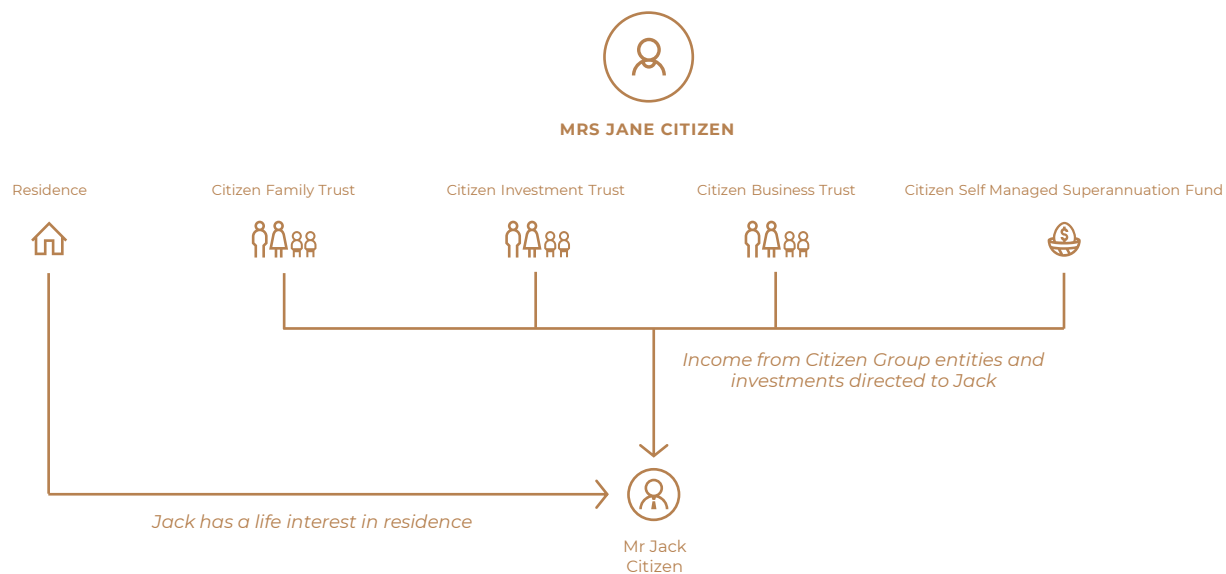 MRS JANE CITIZEN
Residence
Citizen Family Trust
Citizen Investment Trust
Citizen Business Trust
Citizen Self Managed Superannuation Fund
$
Income from Citizen Group entities and
investments directed to Jack
Jack has a life interest in residence
Mr Jack
Citizen